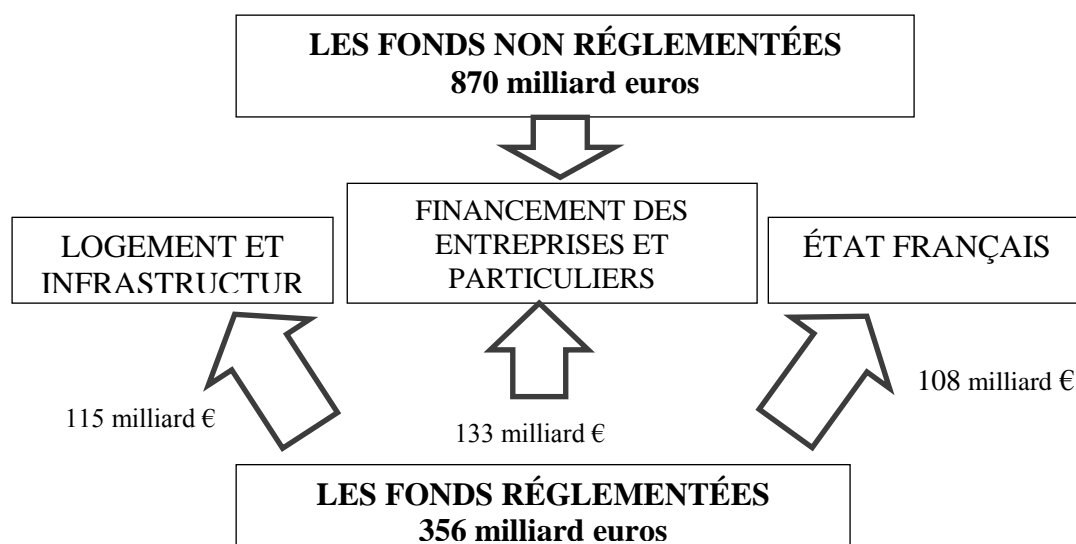 LES FONDS NON RÉGLEMENTÉES
870 milliard euros
LOGEMENT ET
INFRASTRUCTUR
FINANCEMENT DES
ENTREPRISES ET
PARTICULIERS
ÉTAT FRANÇAIS
115 milliard €
133 milliard €
108 milliard €
LES FONDS RÉGLEMENTÉES
356 milliard euros